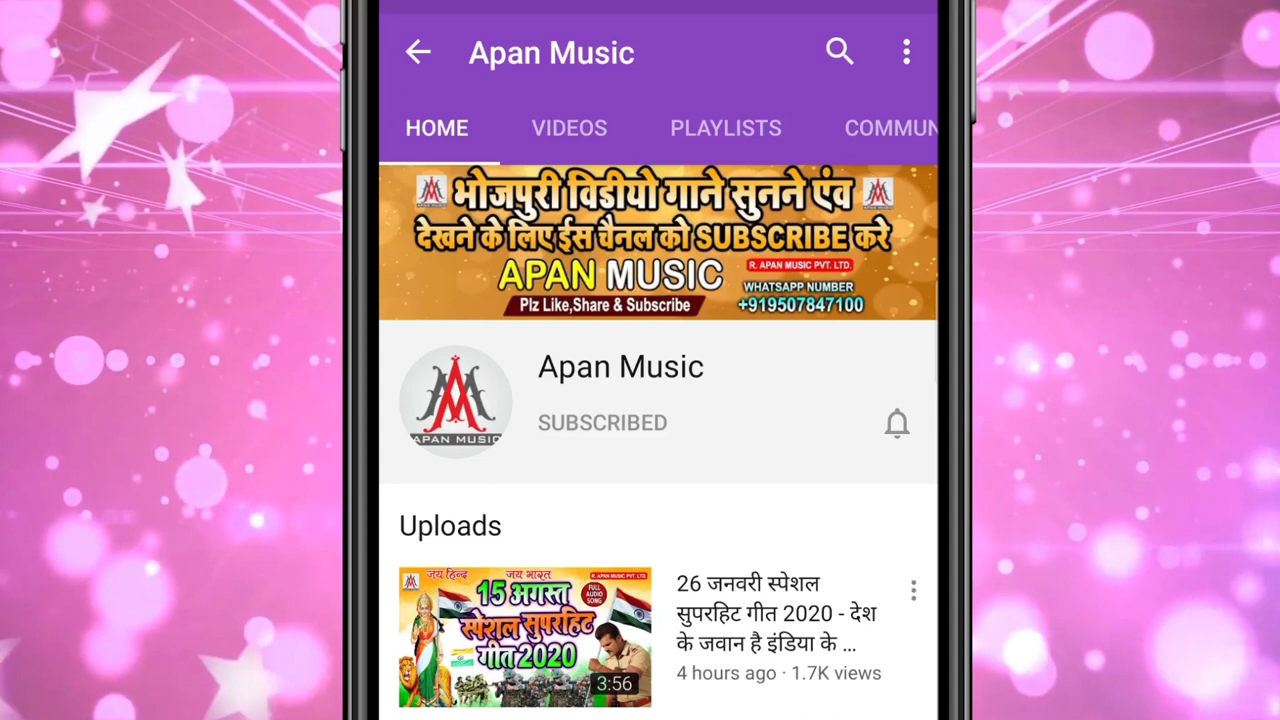 Apan Music
HOME VIDEOS PLAYLISTS COMMUN
भोजपुरी विडीयो गाने सुनने एंव
देखने के लिए ईस चैनल को SUBSCRIBE करे
APAN MUSIC
R. APAN MUSIC PVT. LTD.
Plz Like,Share & Subscribe
WHATSAPP NUMBER
+919507847100
Apan Music
SUBSCRIBED
APAN MUSIC
Uploads
जय हिन्द जय भारत
R. APAN MUSIC PVT. LTD
15 अगस्त
FULL
AUDIO
SONG
स्पेशल सुपरहिट
गीत 2020
3:56
26 जनवरी स्पेशल
सुपरहिट गीत 2020 - देश
के जवान है इंडिया के ...
4 hours ago · 1.7K views